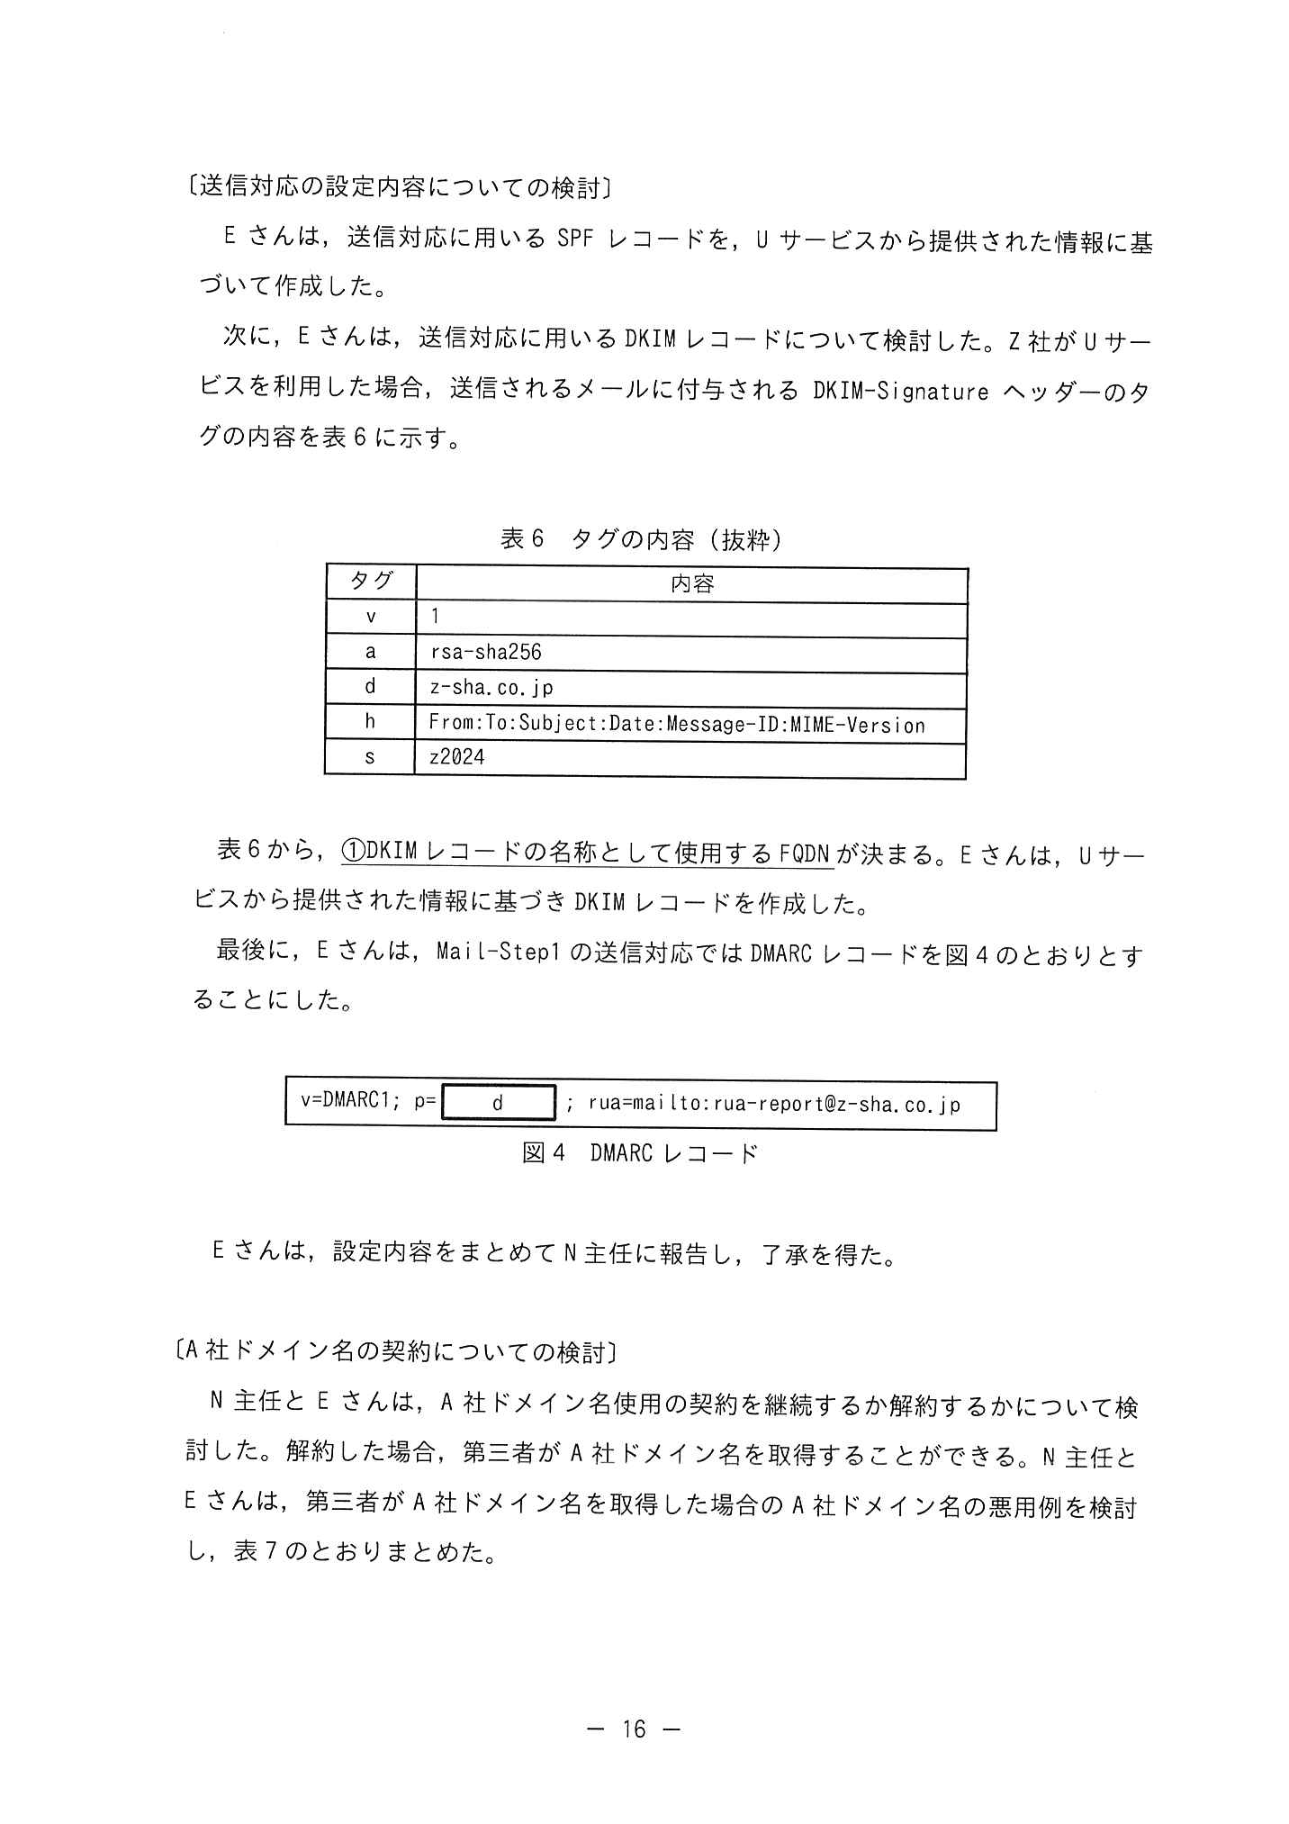 〔送信対応の設定内容についての検討〕
E さんは，送信対応に用いる SPF レコードを，U サービスから提供された情報に基
づいて作成した。
次に，E さんは，送信対応に用いる DKIM レコードについて検討した。Z 社が U サー
ビスを利用した場合，送信されるメールに付与される DKIM-Signature ヘッダーのタ
グの内容を表 6 に示す。
表 6 タグの内容（抜粋）
タグ 内容
v 1
a rsa-sha256
d z-sha.co.jp
h From:To:Subject:Date:Message-ID:MIME-Version
s z2024
表 6 から，①DKIM レコードの名称として使用する FQDN が決まる。E さんは，U サー
ビスから提供された情報に基づき DKIM レコードを作成した。
最後に，E さんは，Mail-Step1 の送信対応では DMARC レコードを図 4 のとおりとす
ることにした。
v=DMARC1; p= d ; rua=mailto:rua-report@z-sha.co.jp
図 4 DMARC レコード
E さんは，設定内容をまとめて N 主任に報告し，了承を得た。
〔A 社ドメイン名の契約についての検討〕
N 主任と E さんは，A 社ドメイン名使用の契約を継続するか解約するかについて検
討した。解約した場合，第三者が A 社ドメイン名を取得することができる。N 主任と
E さんは，第三者が A 社ドメイン名を取得した場合の A 社ドメイン名の悪用例を検討
し，表 7 のとおりまとめた。
－ 16 －